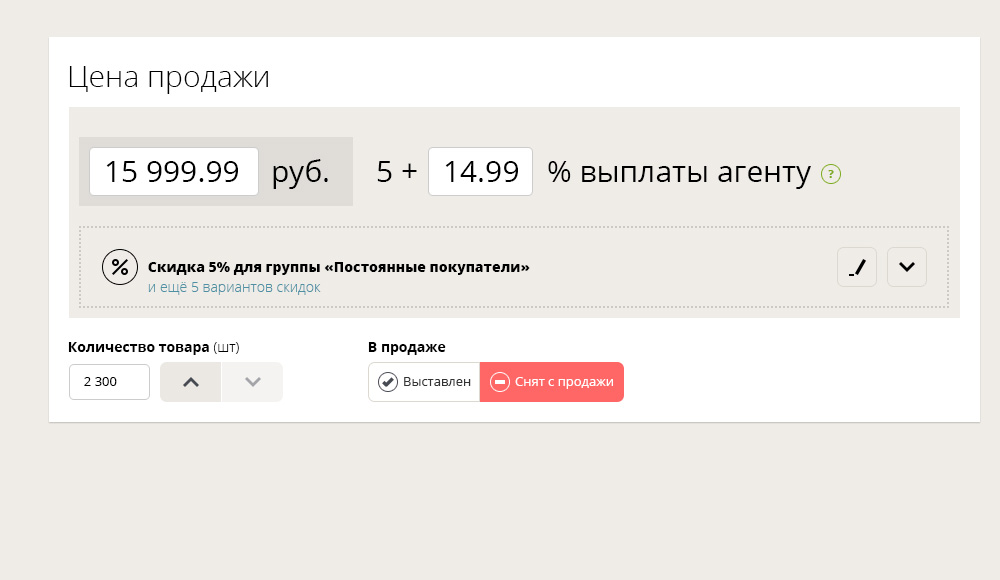 Цена продажи
15 999.99 руб. 5 + 14.99 % выплаты агенту ?
% Скидка 5% для группы «Постоянные покупатели»
и ещё 5 вариантов скидок
Количество товара (шт) В продаже
2 300 Выставлен Снят с продажи